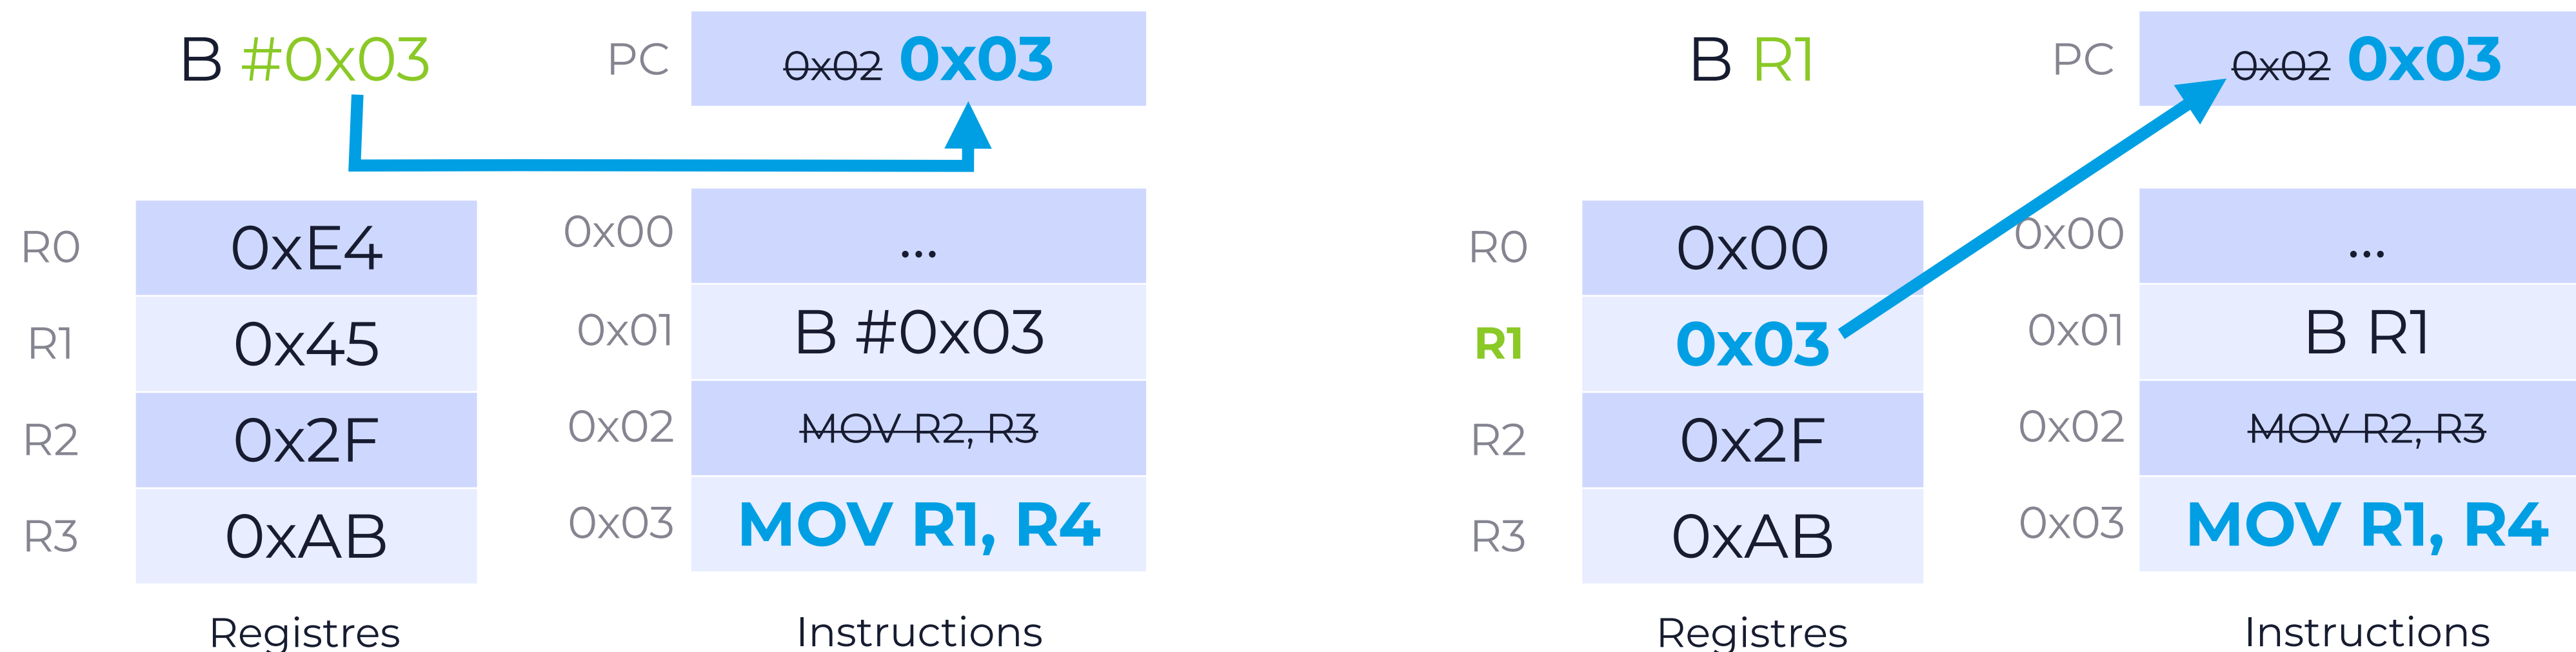 B #0x03
PC
0x02 0x03
R0
0xE4
R1
0x45
R2
0x2F
R3
0xAB
Registres
0x00
...
0x01
B #0x03
0x02
MOV R2, R3
0x03
MOV R1, R4
Instructions
B R1
PC
0x02 0x03
R0
0x00
R1
0x03
R2
0x2F
R3
0xAB
Registres
0x00
...
0x01
B R1
0x02
MOV R2, R3
0x03
MOV R1, R4
Instructions